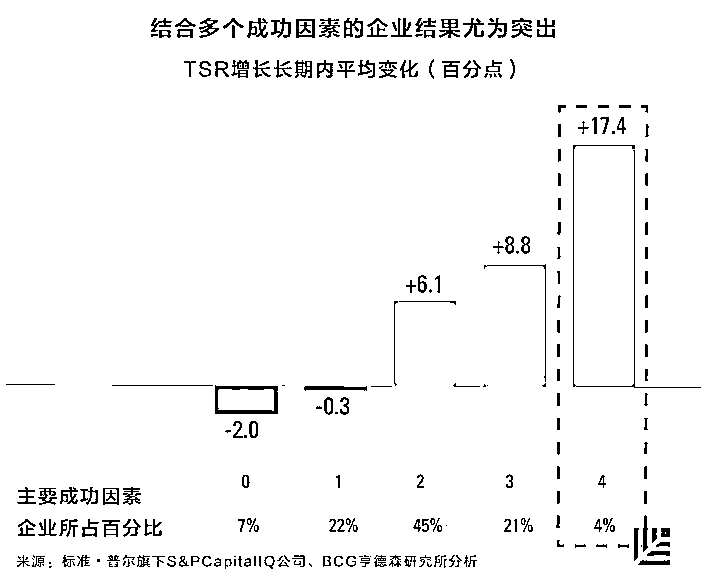 结合多个成功因素的企业结果尤为突出
TSR增长长期内平均变化（百分点）
+17.4
+8.8
+6.1
-0.3
-2.0
主要成功因素 0 1 2 3 4
企业所占百分比 7% 22% 45% 21% 4%
来源：标准·普尔旗下S&PCapitalIQ公司、BCG亨德森研究所分析